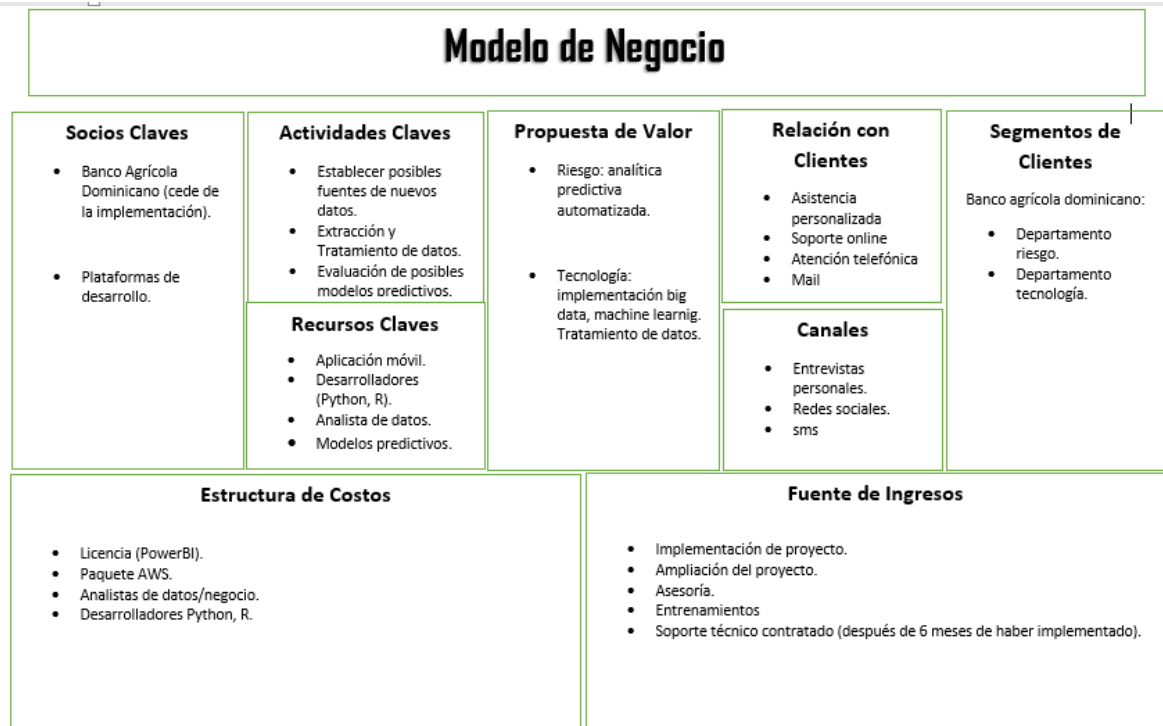 Modelo de Negocio
Socios Claves
• Banco Agrícola
Dominicano (cede de
la implementación).
• Plataformas de
desarrollo.
Actividades Claves
• Establecer posibles
fuentes de nuevos
datos.
• Extracción y
Tratamiento de datos.
• Evaluación de posibles
modelos predictivos.
Recursos Claves
• Aplicación móvil.
• Desarrolladores
(Python, R).
• Analista de datos.
• Modelos predictivos.
Propuesta de Valor
• Riesgo: analítica
predictiva
automatizada.
• Tecnología:
implementación big
data, machine learnig.
Tratamiento de datos.
Relación con
Clientes
• Asistencia
personalizada
• Soporte online
• Atención telefónica
• Mail
Canales
• Entrevistas
personales.
• Redes sociales.
• sms
Segmentos de
Clientes
Banco agrícola dominicano:
• Departamento
riesgo.
• Departamento
tecnología.
Estructura de Costos
• Licencia (PowerBI).
• Paquete AWS.
• Analistas de datos/negocio.
• Desarrolladores Python, R.
Fuente de Ingresos
• Implementación de proyecto.
• Ampliación del proyecto.
• Asesoría.
• Entrenamientos
• Soporte técnico contratado (después de 6 meses de haber implementado).